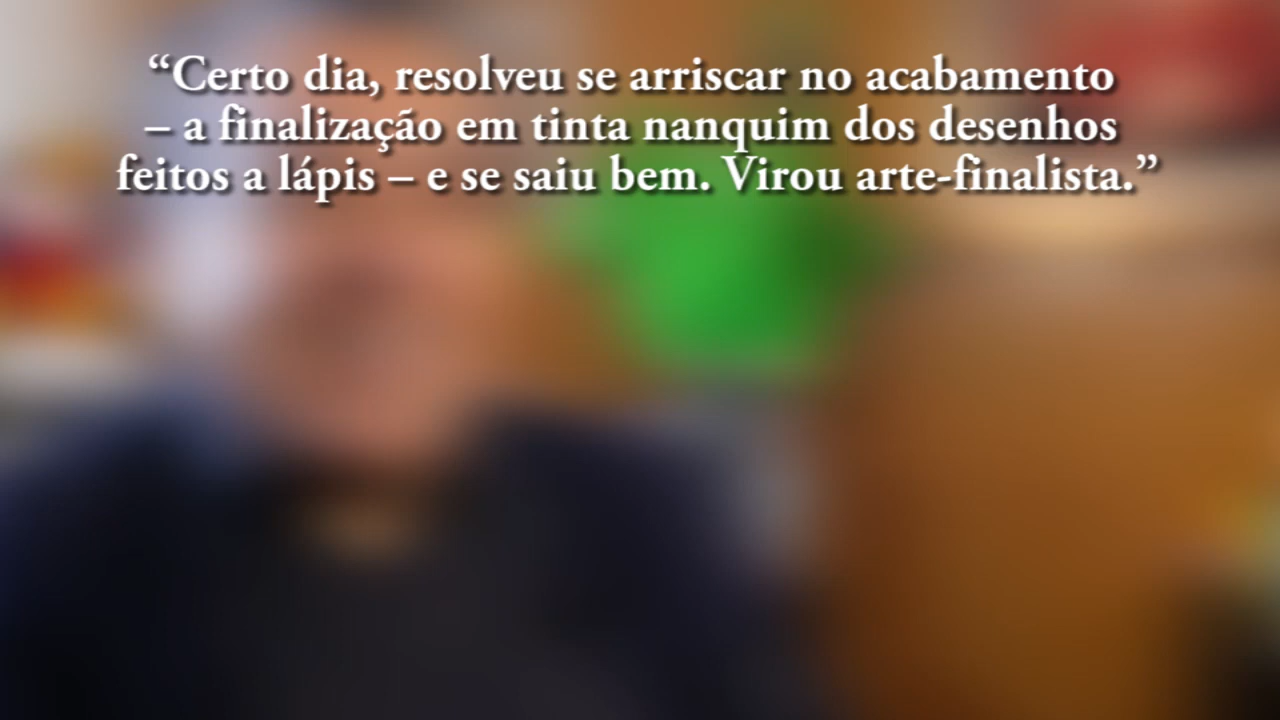 “Certo dia, resolveu se arriscar no acabamento
– a finalização em tinta nanquim dos desenhos
feitos a lápis – e se saiu bem. Virou arte-finalista.”